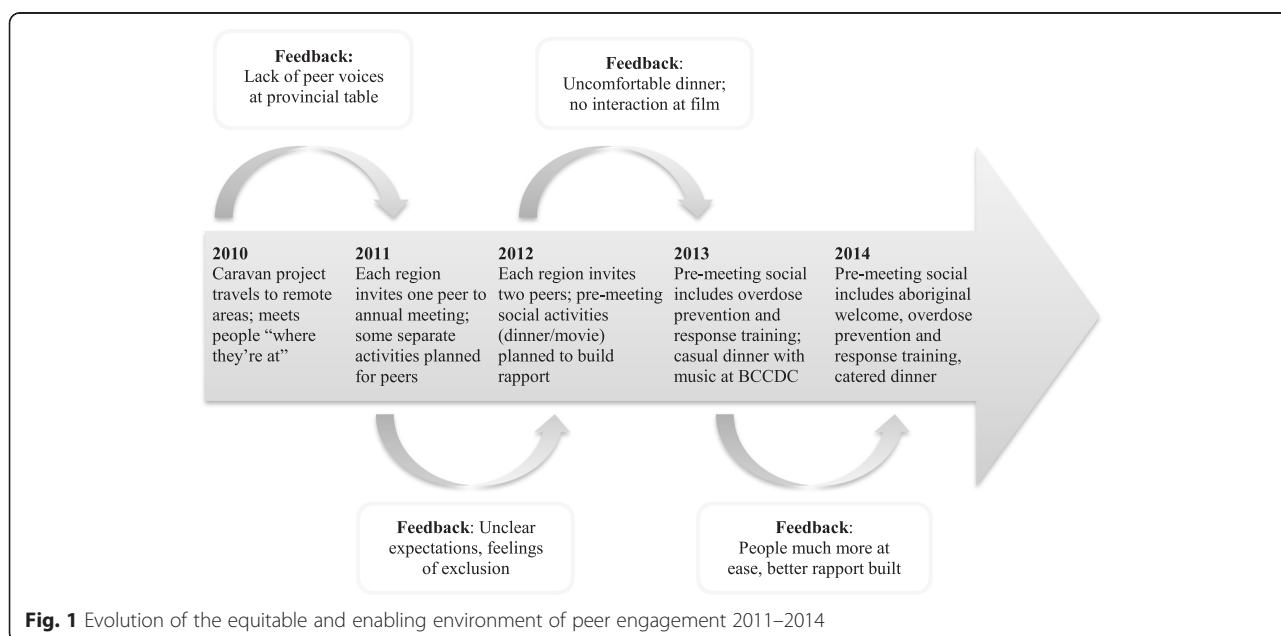 Feedback:
Lack of peer voices
at provincial table
Feedback:
Uncomfortable dinner;
no interaction at film
2010
Caravan project
travels to remote
areas; meets
people “where
they’re at”
2011
Each region
invites one peer to
annual meeting;
some separate
activities planned
for peers
2012
Each region invites
two peers; pre-meeting
social activities
(dinner/movie)
planned to build
rapport
2013
Pre-meeting social
includes overdose
prevention and
response training;
casual dinner with
music at BCCDC
2014
Pre-meeting social
includes aboriginal
welcome, overdose
prevention and
response training,
catered dinner
Feedback: Unclear
expectations, feelings
of exclusion
Feedback:
People much more at
ease, better rapport built
Fig. 1 Evolution of the equitable and enabling environment of peer engagement 2011–2014